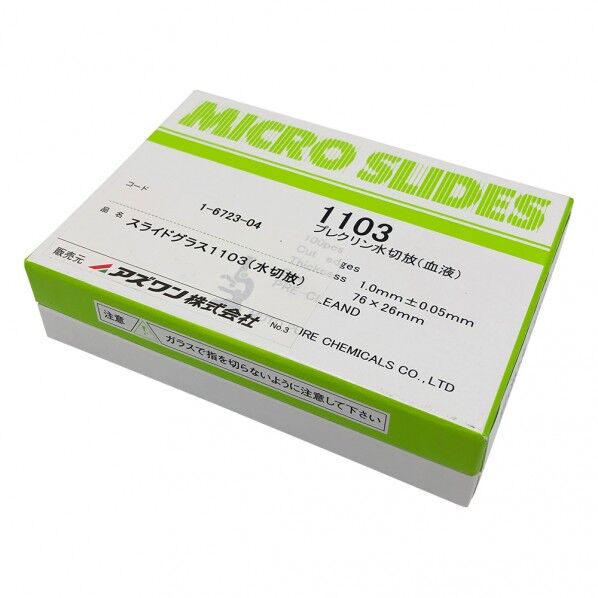 MICRO SLIDES
1103
プレクリン水切放(血液)
100pcs
Cut edges
Thickness 1.0mm±0.05mm
76×26mm
PRE-CLEAND
コード
1-6723-04
品名
スライドグラス1103(水切放)
販売元
アズワン株式会社
No.3
PURE CHEMICALS CO.,LTD
注意
!
ガラスで指を切らないように注意して下さい